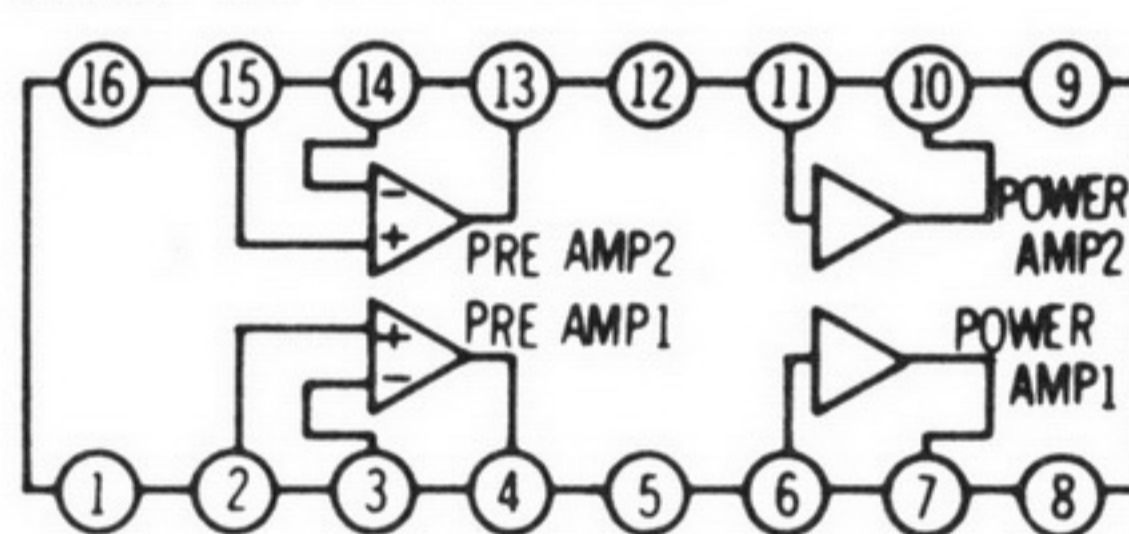 16 15 14 13 12 11 10 9
−
+
PRE AMP2
POWER
AMP2
+
−
PRE AMP1
POWER
AMP1
1 2 3 4 5 6 7 8